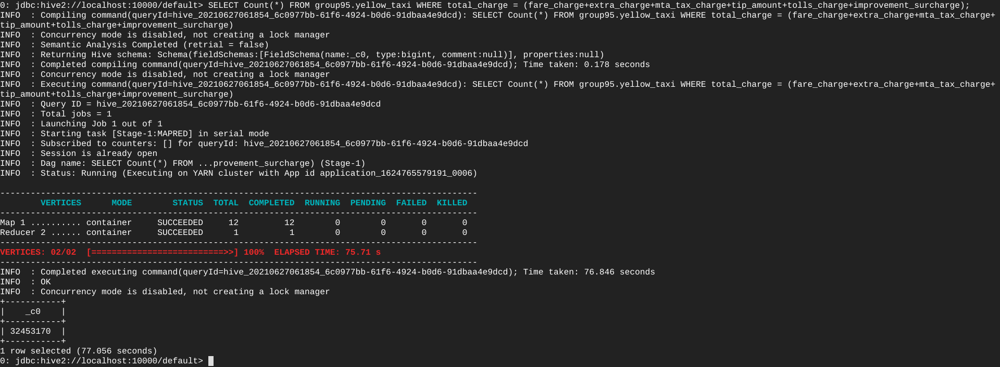 0: jdbc:hive2://localhost:10000/default> SELECT Count(*) FROM group95.yellow_taxi WHERE total_charge = (fare_charge+extra_charge+mta_tax_charge+tip_amount+tolls_charge+improvement_surcharge);
INFO  : Compiling command(queryId=hive_20210627061854_6c0977bb-61f6-4924-b0d6-91dbaa4e9dcd): SELECT Count(*) FROM group95.yellow_taxi WHERE total_charge = (fare_charge+extra_charge+mta_tax_charge+
tip_amount+tolls_charge+improvement_surcharge)
INFO  : Concurrency mode is disabled, not creating a lock manager
INFO  : Semantic Analysis Completed (retrial = false)
INFO  : Returning Hive schema: Schema(fieldSchemas:[FieldSchema(name:_c0, type:bigint, comment:null)], properties:null)
INFO  : Completed compiling command(queryId=hive_20210627061854_6c0977bb-61f6-4924-b0d6-91dbaa4e9dcd); Time taken: 0.178 seconds
INFO  : Concurrency mode is disabled, not creating a lock manager
INFO  : Executing command(queryId=hive_20210627061854_6c0977bb-61f6-4924-b0d6-91dbaa4e9dcd): SELECT Count(*) FROM group95.yellow_taxi WHERE total_charge = (fare_charge+extra_charge+mta_tax_charge+
tip_amount+tolls_charge+improvement_surcharge)
INFO  : Query ID = hive_20210627061854_6c0977bb-61f6-4924-b0d6-91dbaa4e9dcd
INFO  : Total jobs = 1
INFO  : Launching Job 1 out of 1
INFO  : Starting task [Stage-1:MAPRED] in serial mode
INFO  : Subscribed to counters: [] for queryId: hive_20210627061854_6c0977bb-61f6-4924-b0d6-91dbaa4e9dcd
INFO  : Session is already open
INFO  : Dag name: SELECT Count(*) FROM ...provement_surcharge) (Stage-1)
INFO  : Status: Running (Executing on YARN cluster with App id application_1624765579191_0006)
----------------------------------------------------------------------------------------------
        VERTICES      MODE        STATUS  TOTAL  COMPLETED  RUNNING  PENDING  FAILED  KILLED
----------------------------------------------------------------------------------------------
Map 1 .......... container     SUCCEEDED     12         12        0        0       0       0
Reducer 2 ...... container     SUCCEEDED      1          1        0        0       0       0
----------------------------------------------------------------------------------------------
VERTICES: 02/02  [==========================>>] 100%  ELAPSED TIME: 75.71 s
----------------------------------------------------------------------------------------------
INFO  : Completed executing command(queryId=hive_20210627061854_6c0977bb-61f6-4924-b0d6-91dbaa4e9dcd); Time taken: 76.846 seconds
INFO  : OK
INFO  : Concurrency mode is disabled, not creating a lock manager
+-----------+
|    _c0    |
+-----------+
| 32453170  |
+-----------+
1 row selected (77.056 seconds)
0: jdbc:hive2://localhost:10000/default>